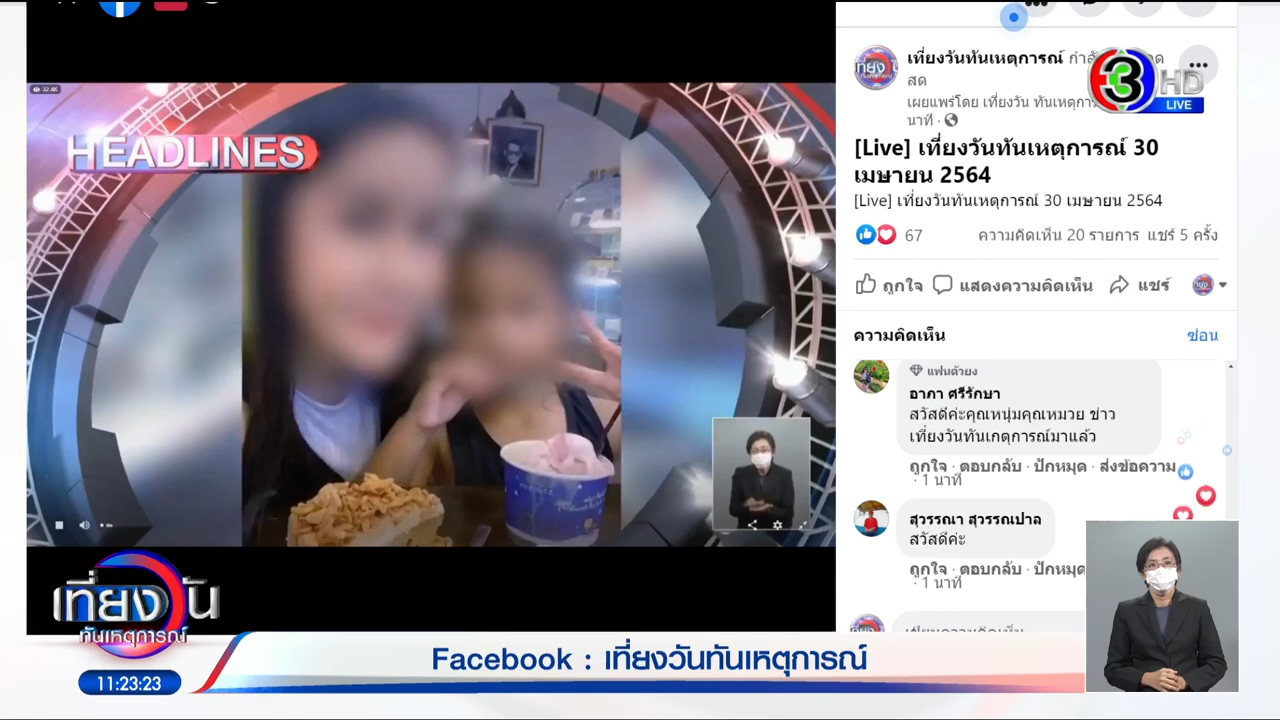 32.4K
HEADLINES
เที่ยงวันทันเหตุการณ์
สด
เผยแพร่โดย เที่ยงวัน ทันเหตุการ
นาที ·
3 HD
LIVE
[Live] เที่ยงวันทันเหตุการณ์ 30
เมษายน 2564
[Live] เที่ยงวันทันเหตุการณ์ 30 เมษายน 2564
67 ความคิดเห็น 20 รายการ แชร์ 5 ครั้ง
ถูกใจ แสดงความคิดเห็น แชร์
ความคิดเห็น ซ่อน
แฟนตัวยง
อาภา ศรีรักษา
สวัสดีค่ะคุณหนุ่มคุณหมวย ข่าว
เที่ยงวันทันเกตุการณ์มาแล้ว
ถูกใจ · ตอบกลับ · ปักหมุด · ส่งข้อความ
· 1 นาที
สุวรรณา สุวรรณปาล
สวัสดีค่ะ
ถูกใจ · ตอบกลับ · ปักหมุด
· 1 นาที
เที่ยงวัน
ทันเหตุการณ์
11:23:23
Facebook : เที่ยงวันทันเหตุการณ์